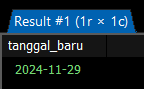 Result #1 (1r × 1c)
tanggal_baru
2024-11-29